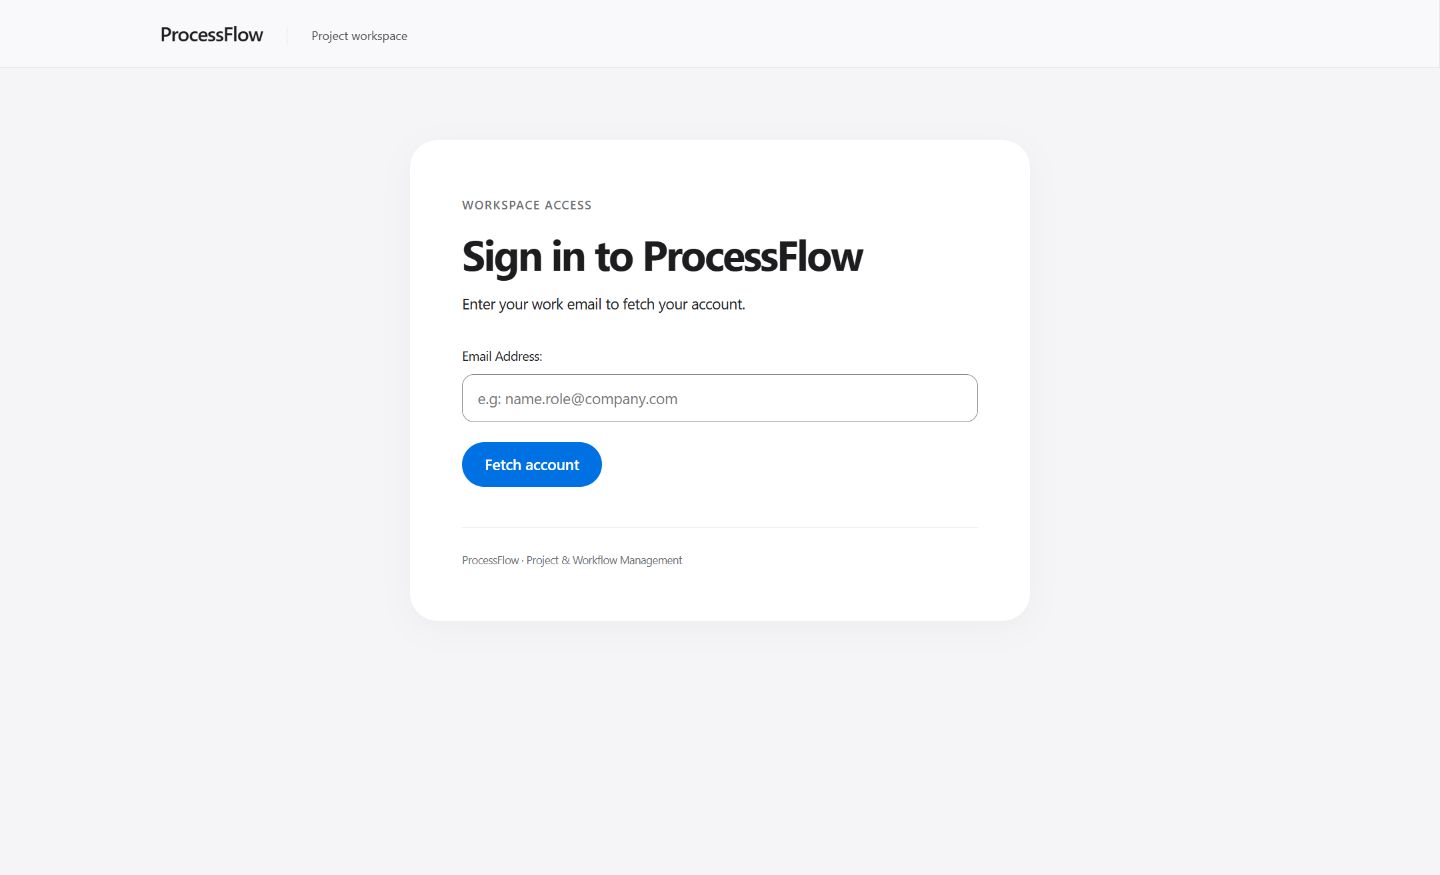 ProcessFlow
Project workspace
WORKSPACE ACCESS
Sign in to ProcessFlow
Enter your work email to fetch your account.
Email Address:
e.g: name.role@company.com
Fetch account
ProcessFlow · Project & Workflow Management